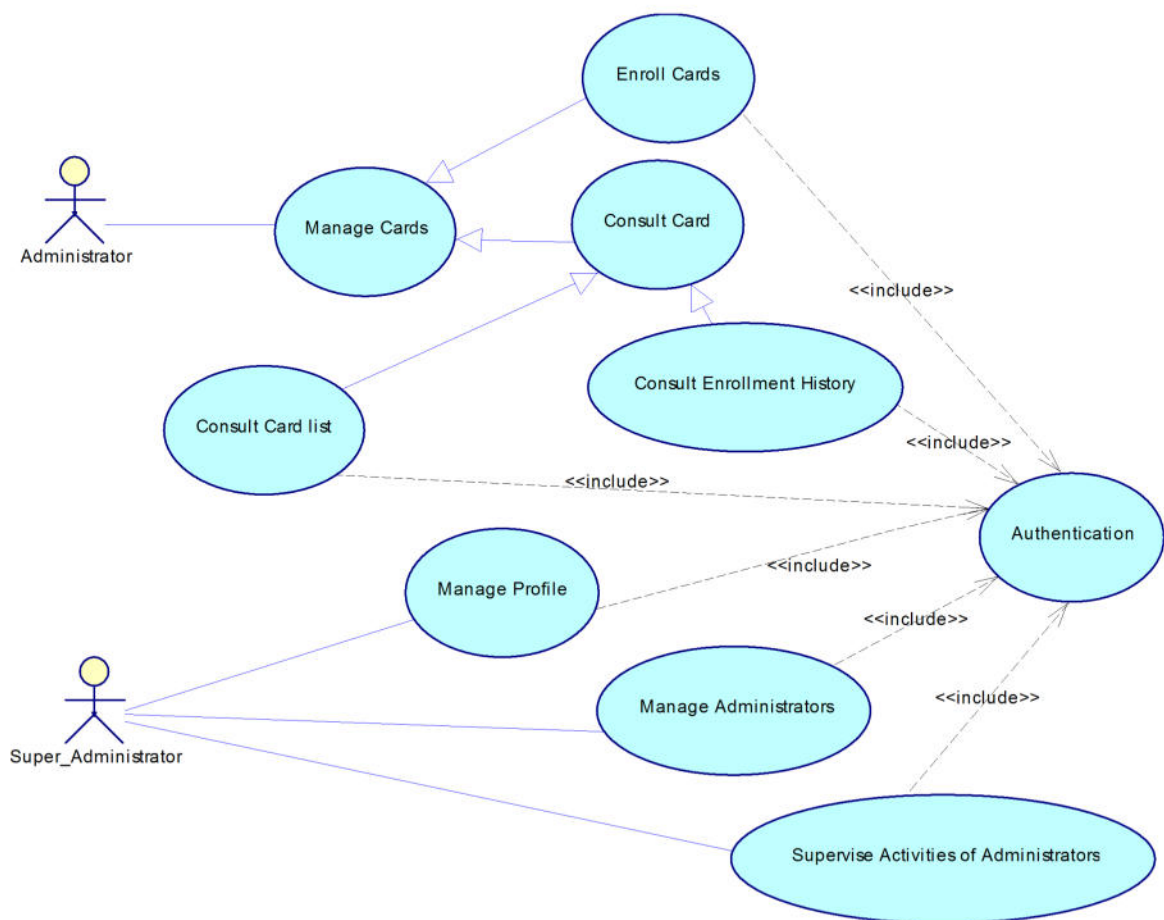 Enroll Cards
Consult Card
Manage Cards
Administrator
<<include>>
Consult Enrollment History
Consult Card list
<<include>>
<<include>>
Authentication
Manage Profile
<<include>>
<<include>>
Manage Administrators
<<include>>
Super_Administrator
Supervise Activities of Administrators